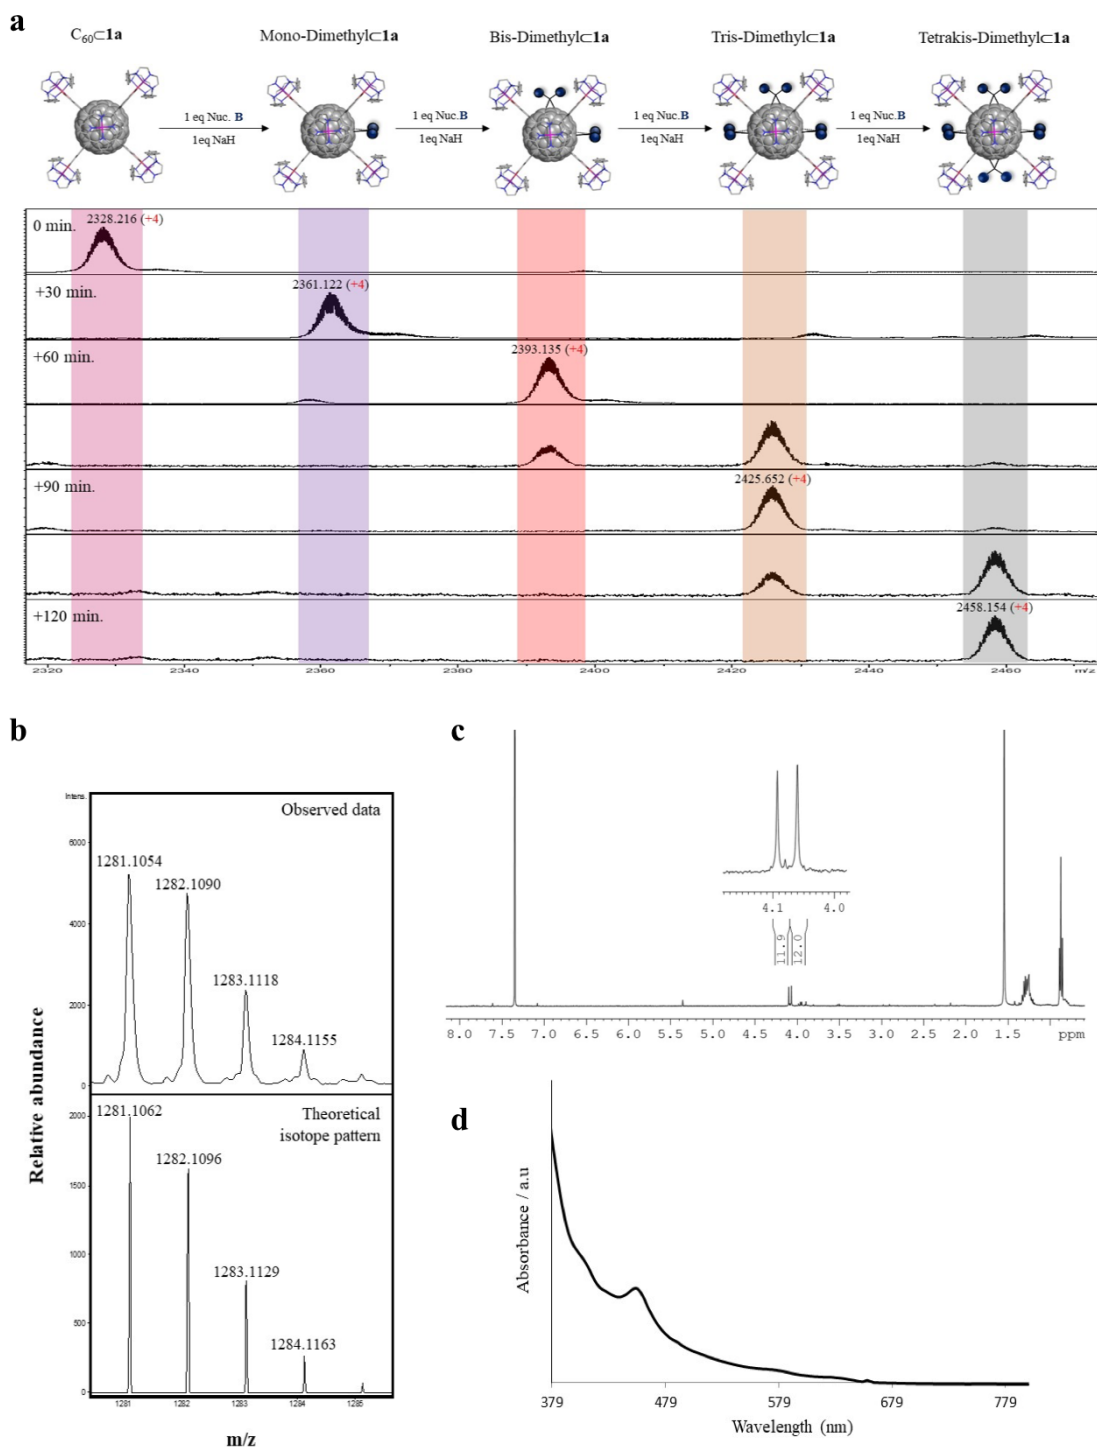 a
C60⊂1a
Mono-Dimethyl⊂1a
Bis-Dimethyl⊂1a
Tris-Dimethyl⊂1a
Tetrakis-Dimethyl⊂1a
1 eq Nuc. B
1eq NaH
1 eq Nuc.B
1eq NaH
1 eq Nuc.B
1eq NaH
1 eq Nuc.B
1eq NaH
0 min.
2328.216 (+4)
+30 min.
2361.122 (+4)
+60 min.
2393.135 (+4)
+90 min.
2425.652 (+4)
+120 min.
2458.154 (+4)
2320 2340 2360 2380 2400 2420 2440 2460 m/z
b
Intens.
Observed data
6000
4000
2000
0
1281.1054
1282.1090
1283.1118
1284.1155
Relative abundance
Theoretical
isotope pattern
2000
1500
1000
500
0
1281.1062
1282.1096
1283.1129
1284.1163
1281 1282 1283 1284 1285
m/z
c
4.1 4.0
11.9 12.0
8.0 7.5 7.0 6.5 6.0 5.5 5.0 4.5 4.0 3.5 3.0 2.5 2.0 1.5 ppm
d
Absorbance / a.u
379 479 579 679 779
Wavelength (nm)